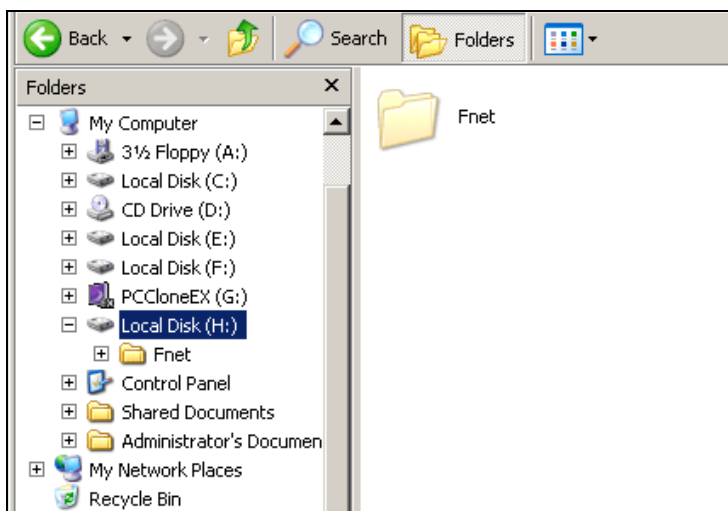 Back Search Folders
Folders
My Computer
3½ Floppy (A:)
Local Disk (C:)
CD Drive (D:)
Local Disk (E:)
Local Disk (F:)
PCCloneEX (G:)
Local Disk (H:)
Fnet
Control Panel
Shared Documents
Administrator's Documen
My Network Places
Recycle Bin
Fnet